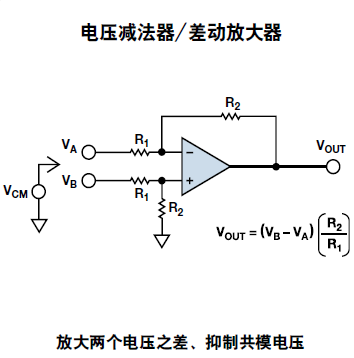 电压减法器/差动放大器
R2
VA
R1
VOUT
VB
VCM
R1
R2
VOUT = (VB – VA) (R2/R1)
放大两个电压之差、抑制共模电压